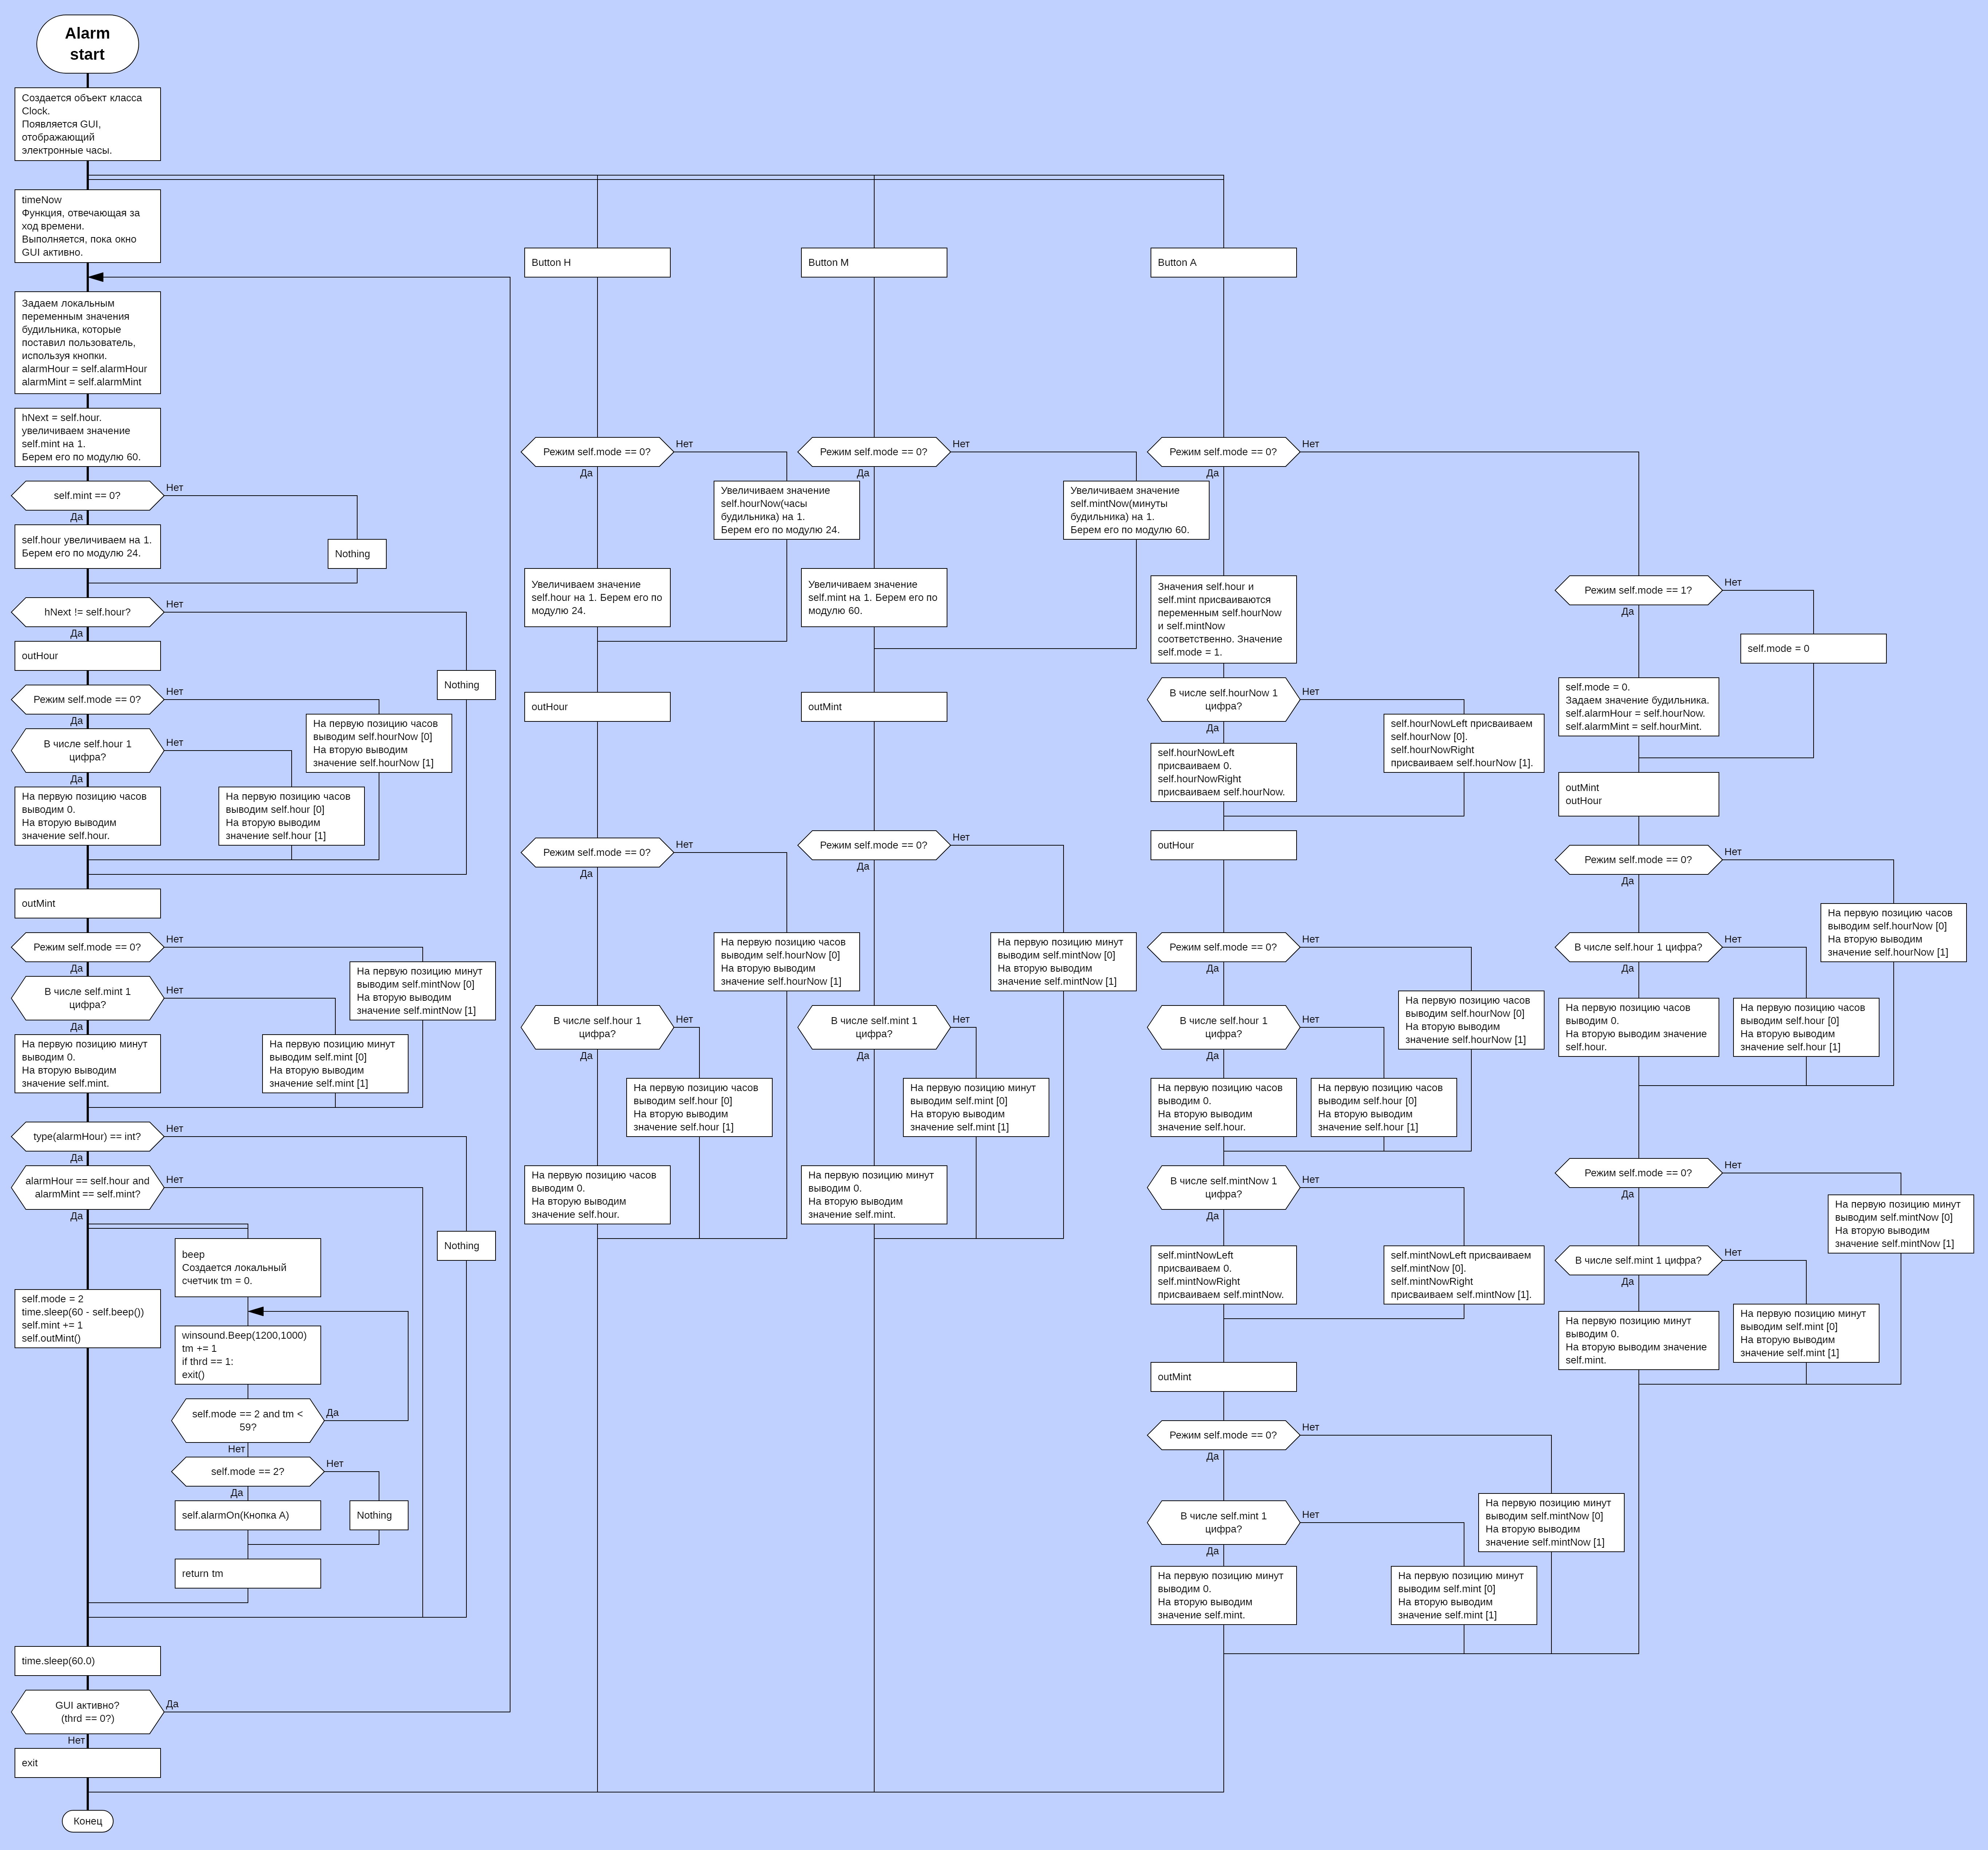 Alarm
start
Создается объект класса
Clock.
Появляется GUI,
отображающий
электронные часы.
timeNow
Функция, отвечающая за
ход времени.
Выполняется, пока окно
GUI активно.
Задаем локальным
переменным значения
будильника, которые
поставил пользователь,
используя кнопки.
alarmHour = self.alarmHour
alarmMint = self.alarmMint
hNext = self.hour.
увеличиваем значение
self.mint на 1.
Берем его по модулю 60.
self.mint == 0?
Нет
Да
self.hour увеличиваем на 1.
Берем его по модулю 24.
Nothing
hNext != self.hour?
Нет
Да
outHour
Nothing
Режим self.mode == 0?
Нет
Да
На первую позицию часов
выводим self.hourNow [0]
На вторую выводим
значение self.hourNow [1]
В числе self.hour 1
цифра?
Нет
Да
На первую позицию часов
выводим 0.
На вторую выводим
значение self.hour.
На первую позицию часов
выводим self.hour [0]
На вторую выводим
значение self.hour [1]
outMint
Режим self.mode == 0?
Нет
Да
На первую позицию минут
выводим self.mintNow [0]
На вторую выводим
значение self.mintNow [1]
В числе self.mint 1
цифра?
Нет
Да
На первую позицию минут
выводим 0.
На вторую выводим
значение self.mint.
На первую позицию минут
выводим self.mint [0]
На вторую выводим
значение self.mint [1]
type(alarmHour) == int?
Нет
Да
alarmHour == self.hour and
alarmMint == self.mint?
Нет
Да
Nothing
beep
Создается локальный
счетчик tm = 0.
self.mode = 2
time.sleep(60 - self.beep())
self.mint += 1
self.outMint()
winsound.Beep(1200,1000)
tm += 1
if thrd == 1:
exit()
self.mode == 2 and tm <
59?
Да
Нет
self.mode == 2?
Нет
Да
self.alarmOn(Кнопка А)
Nothing
return tm
time.sleep(60.0)
GUI активно?
(thrd == 0?)
Да
Нет
exit
Конец
Button H
Режим self.mode == 0?
Нет
Да
Увеличиваем значение
self.hourNow(часы
будильника) на 1.
Берем его по модулю 24.
Увеличиваем значение
self.hour на 1. Берем его по
модулю 24.
outHour
Режим self.mode == 0?
Нет
Да
На первую позицию часов
выводим self.hourNow [0]
На вторую выводим
значение self.hourNow [1]
В числе self.hour 1
цифра?
Нет
Да
На первую позицию часов
выводим self.hour [0]
На вторую выводим
значение self.hour [1]
На первую позицию часов
выводим 0.
На вторую выводим
значение self.hour.
Button M
Режим self.mode == 0?
Нет
Да
Увеличиваем значение
self.mintNow(минуты
будильника) на 1.
Берем его по модулю 60.
Увеличиваем значение
self.mint на 1. Берем его по
модулю 60.
outMint
Режим self.mode == 0?
Нет
Да
На первую позицию минут
выводим self.mintNow [0]
На вторую выводим
значение self.mintNow [1]
В числе self.mint 1
цифра?
Нет
Да
На первую позицию минут
выводим self.mint [0]
На вторую выводим
значение self.mint [1]
На первую позицию минут
выводим 0.
На вторую выводим
значение self.mint.
Button A
Режим self.mode == 0?
Нет
Да
Значения self.hour и
self.mint присваиваются
переменным self.hourNow
и self.mintNow
соответственно. Значение
self.mode = 1.
В числе self.hourNow 1
цифра?
Нет
Да
self.hourNowLeft присваиваем
self.hourNow [0].
self.hourNowRight
присваиваем self.hourNow [1].
self.hourNowLeft
присваиваем 0.
self.hourNowRight
присваиваем self.hourNow.
outHour
Режим self.mode == 0?
Нет
Да
На первую позицию часов
выводим self.hourNow [0]
На вторую выводим
значение self.hourNow [1]
В числе self.hour 1
цифра?
Нет
Да
На первую позицию часов
выводим 0.
На вторую выводим
значение self.hour.
На первую позицию часов
выводим self.hour [0]
На вторую выводим
значение self.hour [1]
В числе self.mintNow 1
цифра?
Нет
Да
self.mintNowLeft
присваиваем 0.
self.mintNowRight
присваиваем self.mintNow.
self.mintNowLeft присваиваем
self.mintNow [0].
self.mintNowRight
присваиваем self.mintNow [1].
outMint
Режим self.mode == 0?
Нет
Да
На первую позицию минут
выводим self.mintNow [0]
На вторую выводим
значение self.mintNow [1]
В числе self.mint 1
цифра?
Нет
Да
На первую позицию минут
выводим 0.
На вторую выводим
значение self.mint.
На первую позицию минут
выводим self.mint [0]
На вторую выводим
значение self.mint [1]
Режим self.mode == 1?
Нет
Да
self.mode = 0
self.mode = 0.
Задаем значение будильника.
self.alarmHour = self.hourNow.
self.alarmMint = self.hourMint.
outMint
outHour
Режим self.mode == 0?
Нет
Да
На первую позицию часов
выводим self.hourNow [0]
На вторую выводим
значение self.hourNow [1]
В числе self.hour 1 цифра?
Нет
Да
На первую позицию часов
выводим 0.
На вторую выводим значение
self.hour.
На первую позицию часов
выводим self.hour [0]
На вторую выводим
значение self.hour [1]
Режим self.mode == 0?
Нет
Да
На первую позицию минут
выводим self.mintNow [0]
На вторую выводим
значение self.mintNow [1]
В числе self.mint 1 цифра?
Нет
Да
На первую позицию минут
выводим 0.
На вторую выводим значение
self.mint.
На первую позицию минут
выводим self.mint [0]
На вторую выводим
значение self.mint [1]